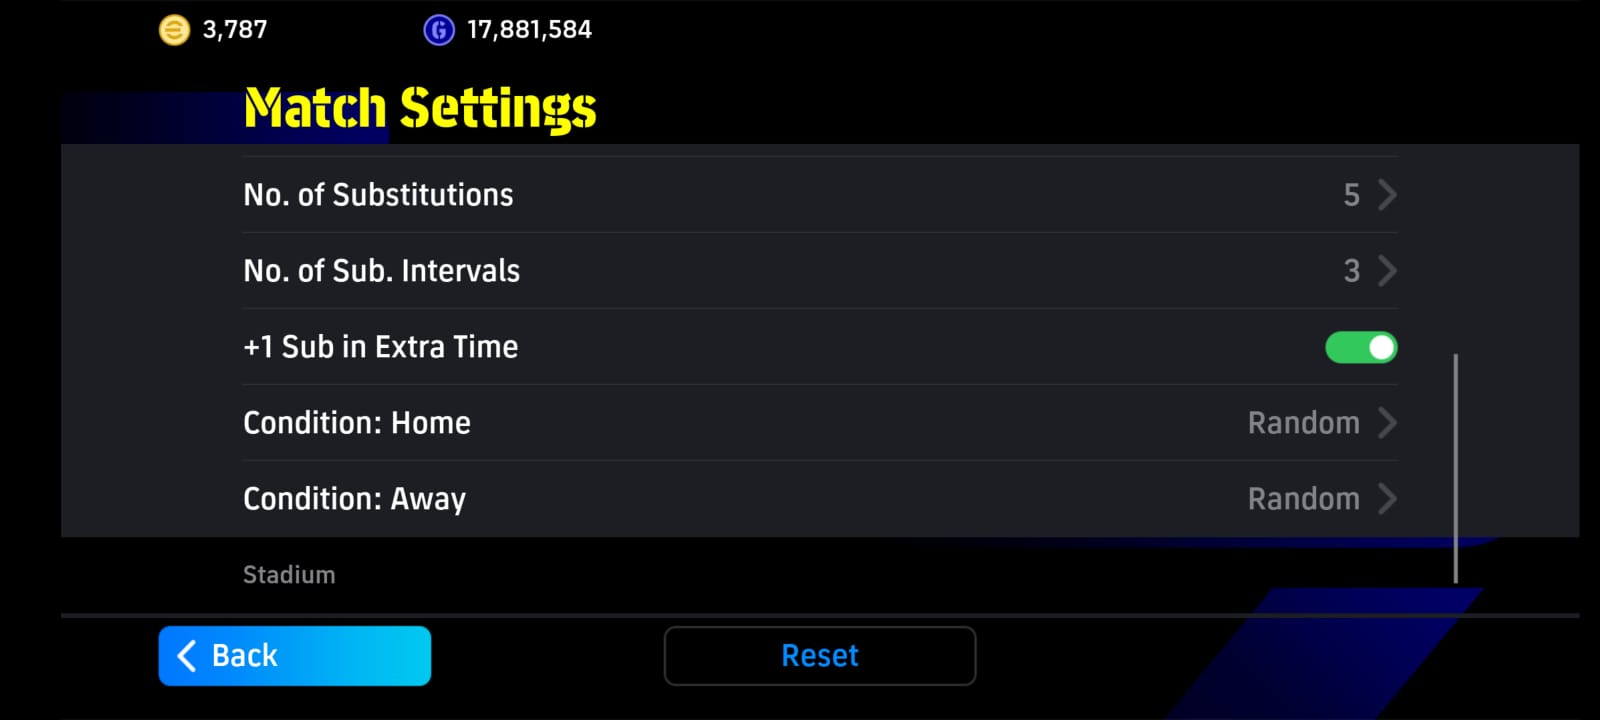 3,787 17,881,584
Match Settings
No. of Substitutions 5
No. of Sub. Intervals 3
+1 Sub in Extra Time
Condition: Home Random
Condition: Away Random
Stadium
Back Reset